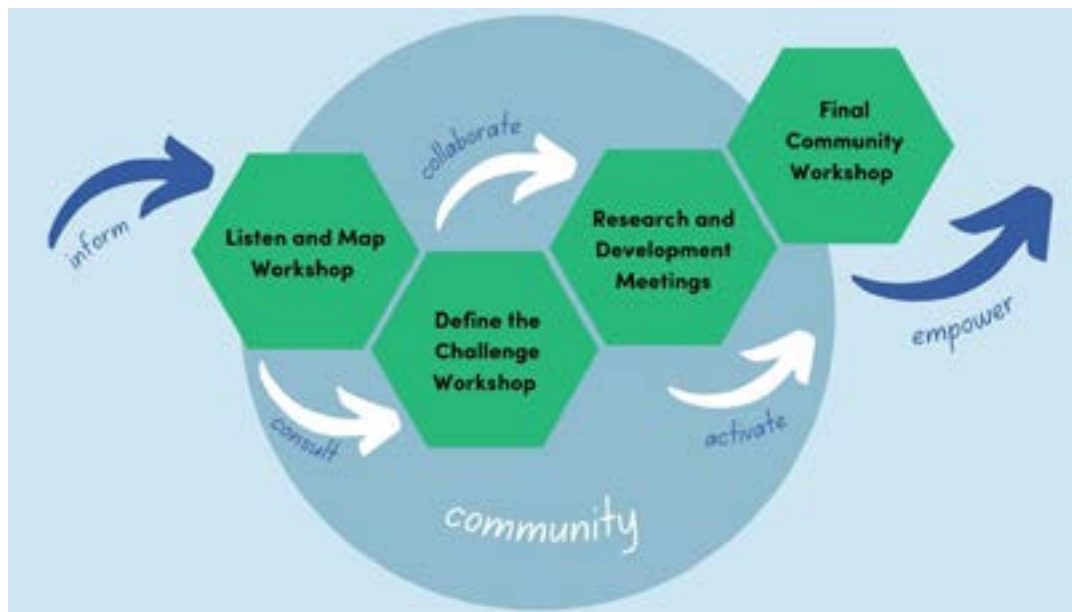 inform
Listen and Map
Workshop
consult
Define the
Challenge
Workshop
collaborate
Research and
Development
Meetings
activate
Final
Community
Workshop
empower
community